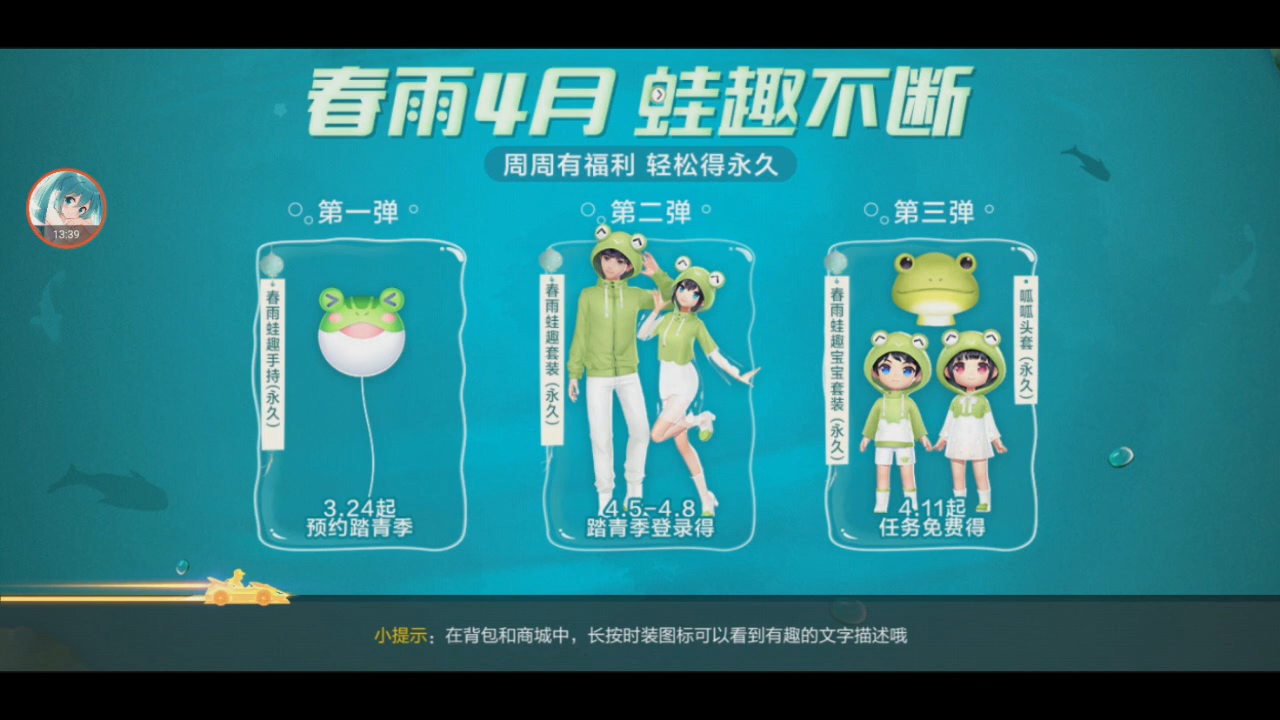 春雨4月 蛙趣不断
周周有福利 轻松得永久
第一弹
春雨蛙趣手持（永久）
3.24起
预约踏青季
第二弹
春雨蛙趣套装（永久）
4.5-4.8
踏青季登录得
第三弹
春雨蛙趣宝宝套装（永久）
呱呱头套（永久）
4.11起
任务免费得
13:39
小提示：在背包和商城中，长按时装图标可以看到有趣的文字描述哦